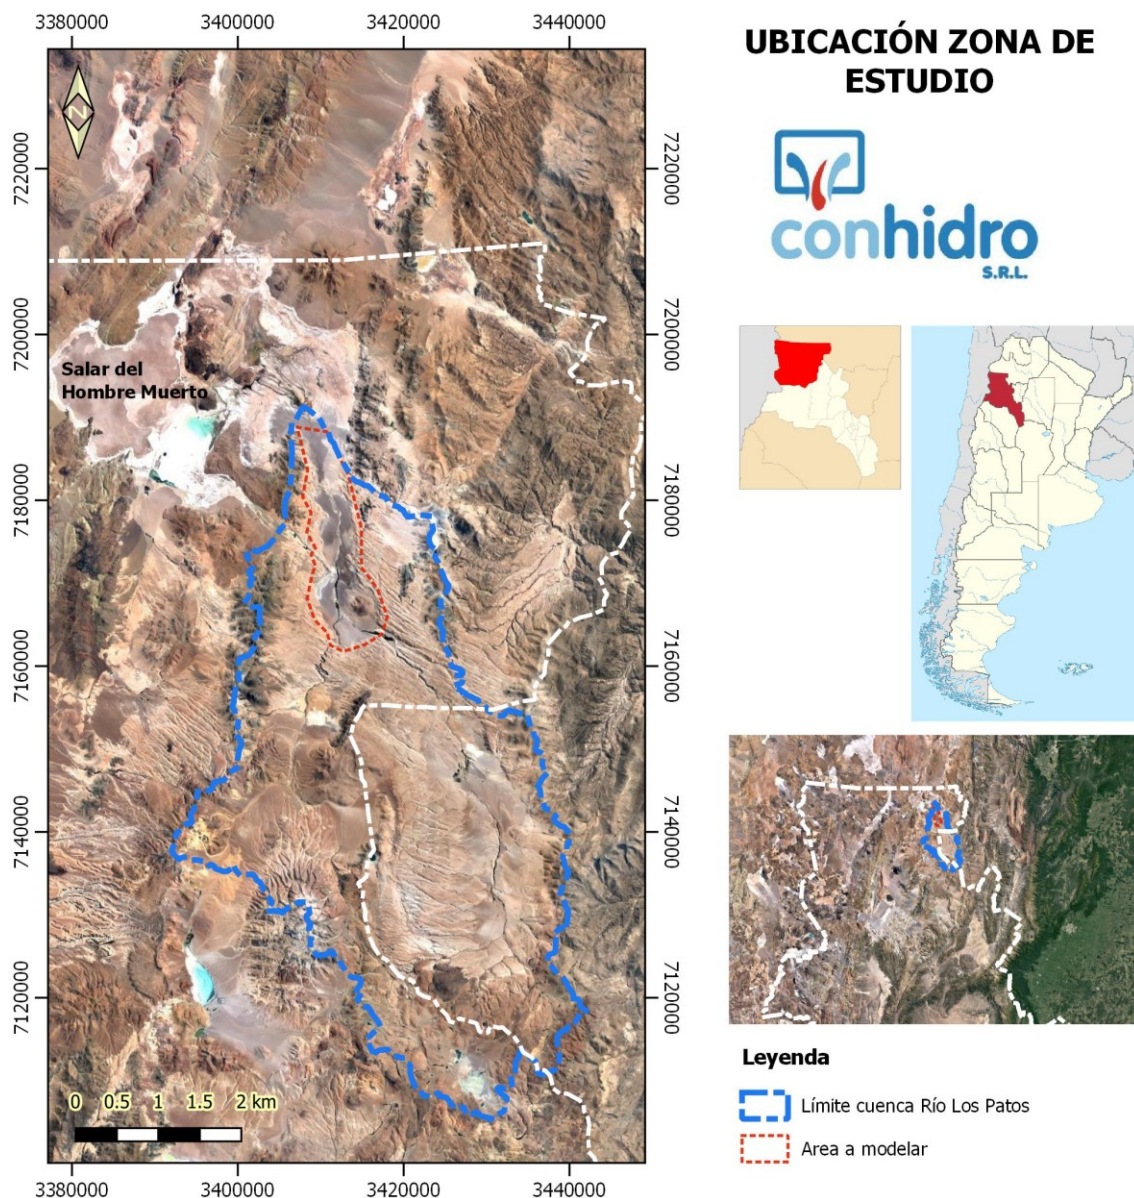 3380000 3400000 3420000 3440000
UBICACIÓN ZONA DE
ESTUDIO
N
7220000
7220000
conhidro
S.R.L.
7200000
7200000
Salar del
Hombre Muerto
7180000
7180000
7160000
7160000
7140000
7140000
7120000
7120000
Leyenda
0 0.5 1 1.5 2 km
Límite cuenca Río Los Patos
Area a modelar
3380000 3400000 3420000 3440000